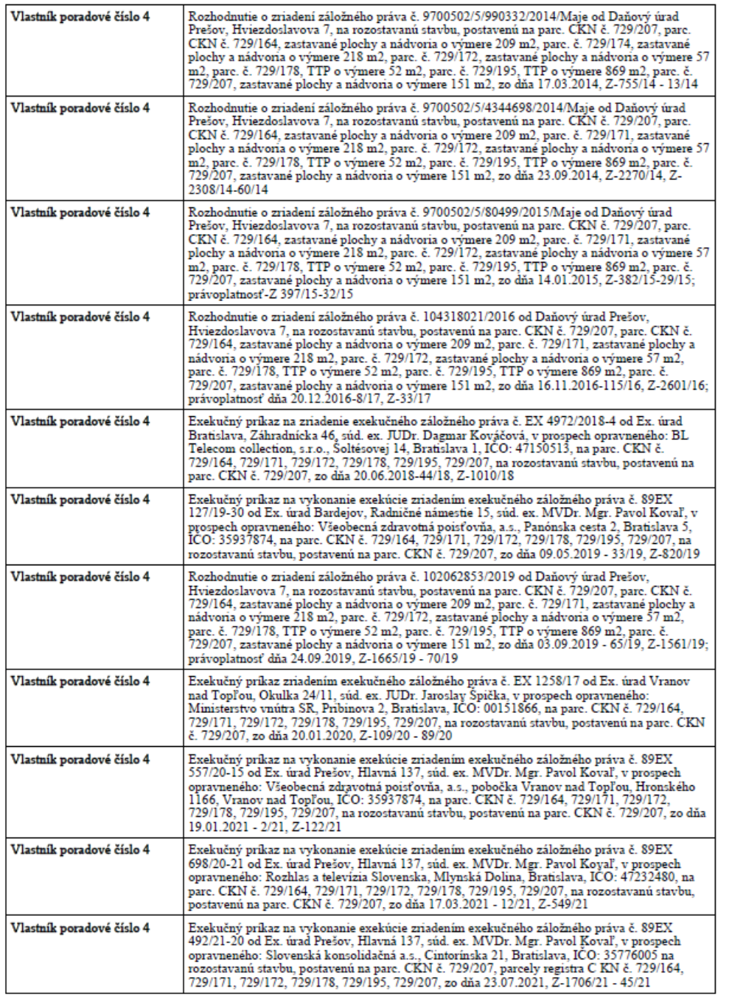 Vlastník poradové číslo 4
Rozhodnutie o zriadení záložného práva č. 9700502/5/990332/2014/Maje od Daňový úrad
Prešov, Hviezdoslavova 7, na rozostavanú stavbu, postavenú na parc. CKN č. 729/207, parc.
CKN č. 729/164, zastavané plochy a nádvoria o výmere 209 m2, parc. č. 729/174, zastavané
plochy a nádvoria o výmere 218 m2, parc. č. 729/172, zastavané plochy a nádvoria o výmere 57
m2, parc. č. 729/178, TTP o výmere 52 m2, parc. č. 729/195, TTP o výmere 869 m2, parc. č.
729/207, zastavané plochy a nádvoria o výmere 151 m2, zo dňa 17.03.2014, Z-755/14 - 13/14
Vlastník poradové číslo 4
Rozhodnutie o zriadení záložného práva č. 9700502/5/4344698/2014/Maje od Daňový úrad
Prešov, Hviezdoslavova 7, na rozostavanú stavbu, postavenú na parc. CKN č. 729/207, parc.
CKN č. 729/164, zastavané plochy a nádvoria o výmere 209 m2, parc. č. 729/171, zastavané
plochy a nádvoria o výmere 218 m2, parc. č. 729/172, zastavané plochy a nádvoria o výmere 57
m2, parc. č. 729/178, TTP o výmere 52 m2, parc. č. 729/195, TTP o výmere 869 m2, parc. č.
729/207, zastavané plochy a nádvoria o výmere 151 m2, zo dňa 23.09.2014, Z-2270/14, Z-
2308/14-60/14
Vlastník poradové číslo 4
Rozhodnutie o zriadení záložného práva č. 9700502/5/80499/2015/Maje od Daňový úrad
Prešov, Hviezdoslavova 7, na rozostavanú stavbu, postavenú na parc. CKN č. 729/207, parc.
CKN č. 729/164, zastavané plochy a nádvoria o výmere 209 m2, parc. č. 729/171, zastavané
plochy a nádvoria o výmere 218 m2, parc. č. 729/172, zastavané plochy a nádvoria o výmere 57
m2, parc. č. 729/178, TTP o výmere 52 m2, parc. č. 729/195, TTP o výmere 869 m2, parc. č.
729/207, zastavané plochy a nádvoria o výmere 151 m2, zo dňa 14.01.2015, Z-382/15-29/15;
právoplatnosť-Z 397/15-32/15
Vlastník poradové číslo 4
Rozhodnutie o zriadení záložného práva č. 104318021/2016 od Daňový úrad Prešov,
Hviezdoslavova 7, na rozostavanú stavbu, postavenú na parc. CKN č. 729/207, parc. CKN č.
729/164, zastavané plochy a nádvoria o výmere 209 m2, parc. č. 729/171, zastavané plochy a
nádvoria o výmere 218 m2, parc. č. 729/172, zastavané plochy a nádvoria o výmere 57 m2,
parc. č. 729/178, TTP o výmere 52 m2, parc. č. 729/195, TTP o výmere 869 m2, parc. č.
729/207, zastavané plochy a nádvoria o výmere 151 m2, zo dňa 16.11.2016-115/16, Z-2601/16;
právoplatnosť dňa 20.12.2016-8/17, Z-33/17
Vlastník poradové číslo 4
Exekučný príkaz na zriadenie exekučného záložného práva č. EX 4972/2018-4 od Ex. úrad
Bratislava, Záhradnícka 46, súd. ex. JUDr. Dagmar Kováčová, v prospech opravneného: BL
Telecom collection, s.r.o., Šoltésovej 14, Bratislava 1, IČO: 47150513, na parc. CKN č.
729/164, 729/171, 729/172, 729/178, 729/195, 729/207, na rozostavanú stavbu, postavenú na
parc. CKN č. 729/207, zo dňa 20.06.2018-44/18, Z-1010/18
Vlastník poradové číslo 4
Exekučný príkaz na vykonanie exekúcie zriadením exekučného záložného práva č. 89EX
127/19-30 od Ex. úrad Bardejov, Radničné námestie 15, súd. ex. MVDr. Mgr. Pavol Kovaľ, v
prospech opravneného: Všeobecná zdravotná poisťovňa, a.s., Panónska cesta 2, Bratislava 5,
IČO: 35937874, na parc. CKN č. 729/164, 729/171, 729/172, 729/178, 729/195, 729/207, na
rozostavanú stavbu, postavenú na parc. CKN č. 729/207, zo dňa 09.05.2019 - 33/19, Z-820/19
Vlastník poradové číslo 4
Rozhodnutie o zriadení záložného práva č. 102062853/2019 od Daňový úrad Prešov,
Hviezdoslavova 7, na rozostavanú stavbu, postavenú na parc. CKN č. 729/207, parc. CKN č.
729/164, zastavané plochy a nádvoria o výmere 209 m2, parc. č. 729/171, zastavané plochy a
nádvoria o výmere 218 m2, parc. č. 729/172, zastavané plochy a nádvoria o výmere 57 m2,
parc. č. 729/178, TTP o výmere 52 m2, parc. č. 729/195, TTP o výmere 869 m2, parc. č.
729/207, zastavané plochy a nádvoria o výmere 151 m2, zo dňa 03.09.2019 - 65/19, Z-1561/19;
právoplatnosť dňa 24.09.2019, Z-1665/19 - 70/19
Vlastník poradové číslo 4
Exekučný príkaz zriadením exekučného záložného práva č. EX 1258/17 od Ex. úrad Vranov
nad Topľou, Okulka 24/11, súd. ex. JUDr. Jaroslav Špička, v prospech opravneného:
Ministerstvo vnútra SR, Pribinova 2, Bratislava, IČO: 00151866, na parc. CKN č. 729/164,
729/171, 729/172, 729/178, 729/195, 729/207, na rozostavanú stavbu, postavenú na parc. CKN
č. 729/207, zo dňa 20.01.2020, Z-109/20 - 89/20
Vlastník poradové číslo 4
Exekučný príkaz na vykonanie exekúcie zriadením exekučného záložného práva č. 89EX
557/20-15 od Ex. úrad Prešov, Hlavná 137, súd. ex. MVDr. Mgr. Pavol Kovaľ, v prospech
opravneného: Všeobecná zdravotná poisťovňa, a.s., pobočka Vranov nad Topľou, Hronského
1166, Vranov nad Topľou, IČO: 35937874, na parc. CKN č. 729/164, 729/171, 729/172,
729/178, 729/195, 729/207, na rozostavanú stavbu, postavenú na parc. CKN č. 729/207, zo dňa
19.01.2021 - 2/21, Z-122/21
Vlastník poradové číslo 4
Exekučný príkaz na vykonanie exekúcie zriadením exekučného záložného práva č. 89EX
698/20-21 od Ex. úrad Prešov, Hlavná 137, súd. ex. MVDr. Mgr. Pavol Kovaľ, v prospech
opravneného: Rozhlas a televízia Slovenska, Mlynská Dolina, Bratislava, IČO: 47232480, na
parc. CKN č. 729/164, 729/171, 729/172, 729/178, 729/195, 729/207, na rozostavanú stavbu,
postavenú na parc. CKN č. 729/207, zo dňa 17.03.2021 - 12/21, Z-549/21
Vlastník poradové číslo 4
Exekučný príkaz na vykonanie exekúcie zriadením exekučného záložného práva č. 89EX
492/21-20 od Ex. úrad Prešov, Hlavná 137, súd. ex. MVDr. Mgr. Pavol Kovaľ, v prospech
opravneného: Slovenská konsolidačná a.s., Cintorínska 21, Bratislava, IČO: 35776005 na
rozostavanú stavbu, postavenú na parc. CKN č. 729/207, parcely registra C KN č. 729/164,
729/171, 729/172, 729/178, 729/195, 729/207, zo dňa 23.07.2021, Z-1706/21 - 45/21